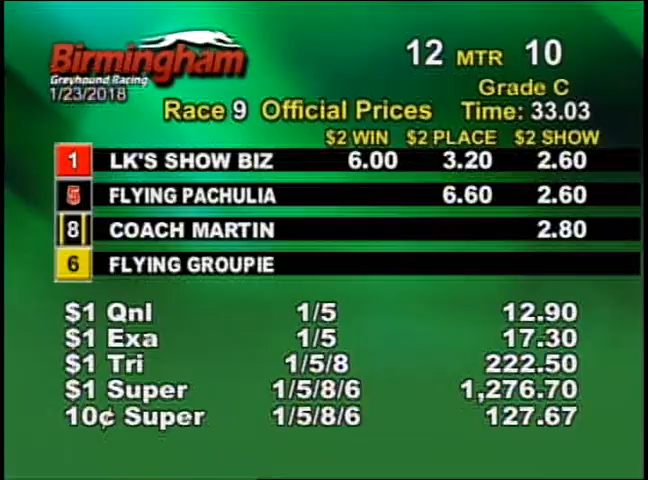 Birmingham
Greyhound Racing
1/23/2018
12 MTR 10
Grade C
Race 9 Official Prices Time: 33.03
$2 WIN $2 PLACE $2 SHOW
1 LK'S SHOW BIZ 6.00 3.20 2.60
5 FLYING PACHULIA 6.60 2.60
8 COACH MARTIN 2.80
6 FLYING GROUPIE
$1 Qnl 1/5 12.90
$1 Exa 1/5 17.30
$1 Tri 1/5/8 222.50
$1 Super 1/5/8/6 1,276.70
10¢ Super 1/5/8/6 127.67